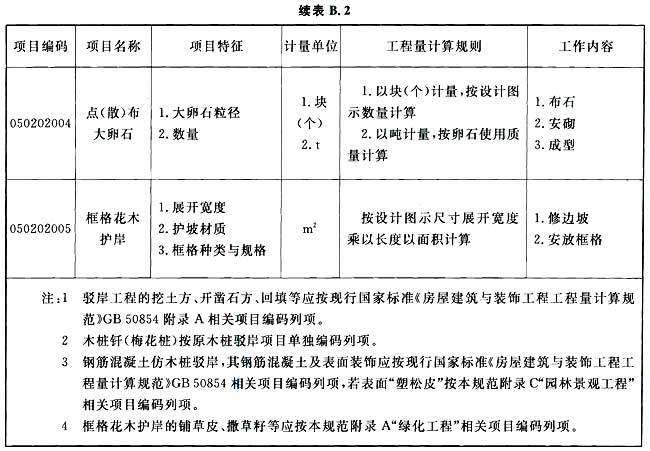 续表 B.2
项目编码 项目名称 项目特征 计量单位 工程量计算规则 工作内容
050202004
点(散)布
大卵石
1.大卵石粒径
2.数量
1.块
(个)
2.t
1.以块(个)计量,按设计图
示数量计算
2.以吨计量,按卵石使用质
量计算
1.布石
2.安砌
3.成型
050202005
框格花木
护岸
1.展开宽度
2.护坡材质
3.框格种类与规格
m²
按设计图示尺寸展开宽度
乘以长度以面积计算
1.修边坡
2.安放框格
注:1 驳岸工程的挖土方、开凿石方、回填等应按现行国家标准《房屋建筑与装饰工程工程量计算规
范》GB 50854 附录 A 相关项目编码列项。
2 木桩钎(梅花桩)按原木桩驳岸项目单独编码列项。
3 钢筋混凝土仿木桩驳岸,其钢筋混凝土及表面装饰应按现行国家标准《房屋建筑与装饰工程工
程量计算规范》GB 50854 相关项目编码列项,若表面“塑松皮”按本规范附录 C“园林景观工程”
相关项目编码列项。
4 框格花木护岸的铺草皮、撒草籽等应按本规范附录 A“绿化工程”相关项目编码列项。